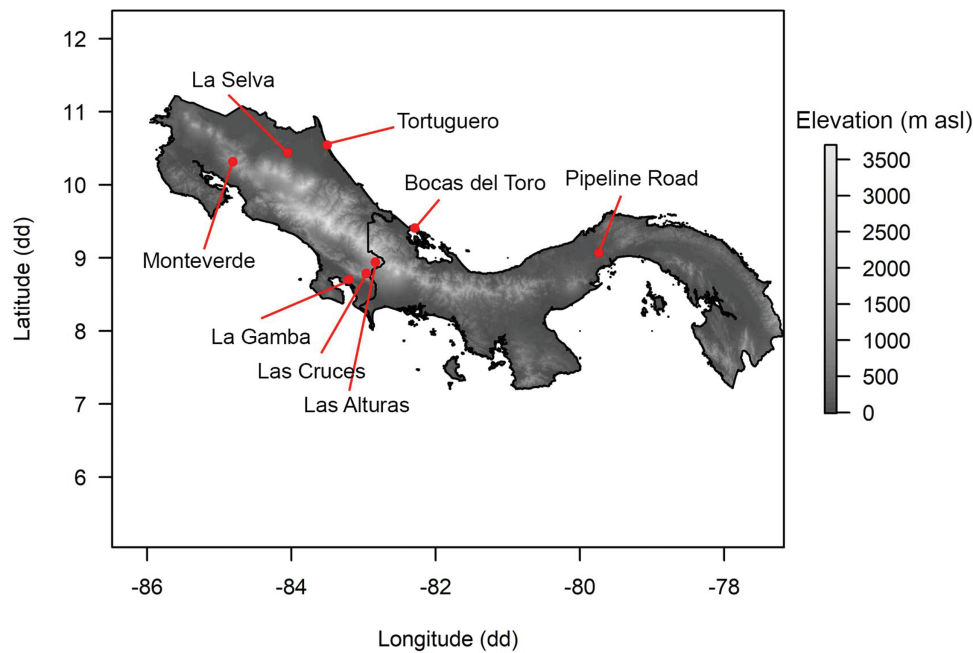 12
11
10
9
8
7
6
Latitude (dd)
La Selva
Tortuguero
Bocas del Toro
Pipeline Road
Monteverde
La Gamba
Las Cruces
Las Alturas
Elevation (m asl)
3500
3000
2500
2000
1500
1000
500
0
-86
-84
-82
-80
-78
Longitude (dd)